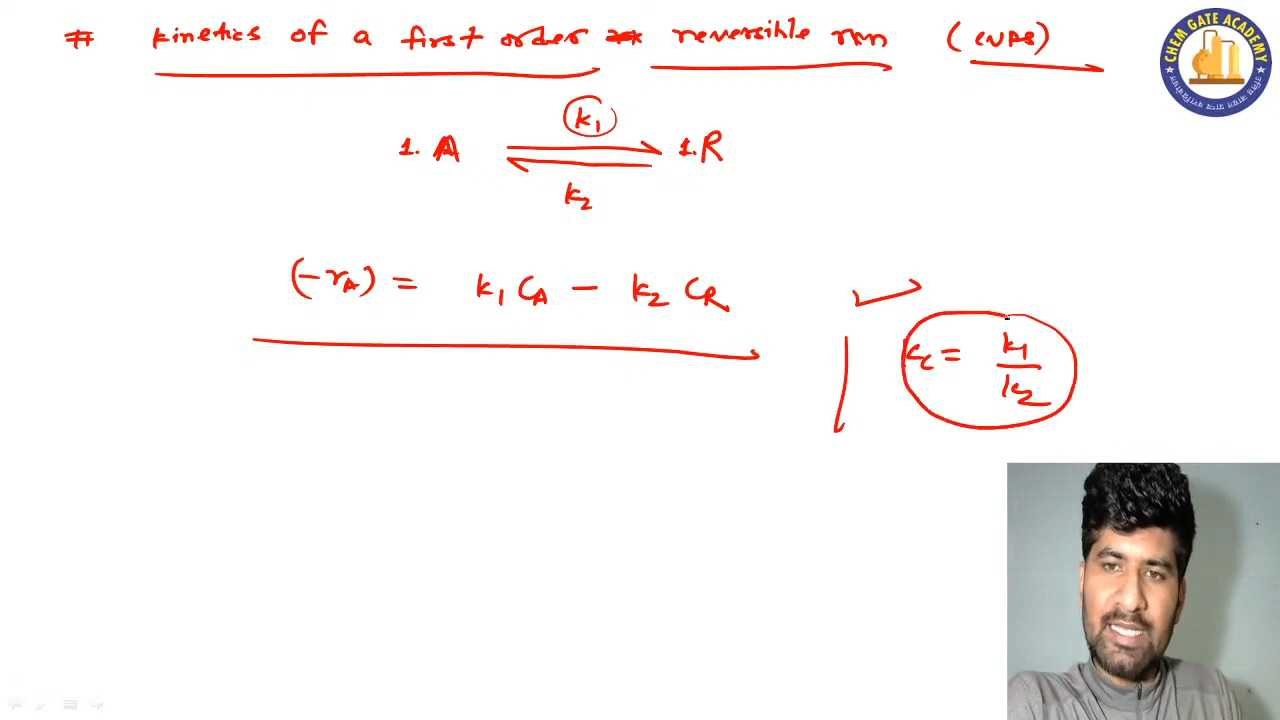 # Kinetics of a first order reversible rxn (CVBS)
k₁
1. A ⇌ 1. R
k₂
(-rA) = k₁ CA - k₂ CR
Kc = k₁/k₂
CHEM GATE ACADEMY